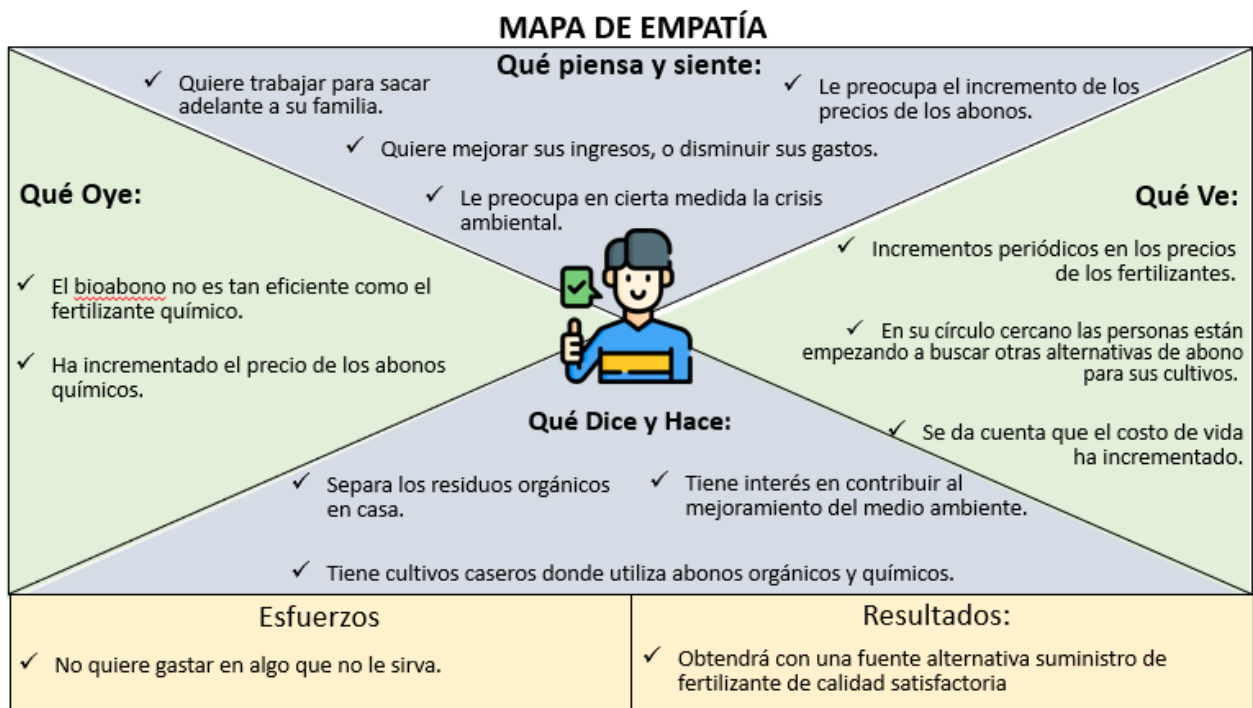 MAPA DE EMPATÍA
Qué piensa y siente:
✓ Quiere trabajar para sacar
adelante a su familia.
✓ Le preocupa el incremento de los
precios de los abonos.
✓ Quiere mejorar sus ingresos, o disminuir sus gastos.
✓ Le preocupa en cierta medida la crisis
ambiental.
Qué Oye:
✓ El bioabono no es tan eficiente como el
fertilizante químico.
✓ Ha incrementado el precio de los abonos
químicos.
Qué Ve:
✓ Incrementos periódicos en los precios
de los fertilizantes.
✓ En su círculo cercano las personas están
empezando a buscar otras alternativas de abono
para sus cultivos.
✓ Se da cuenta que el costo de vida
ha incrementado.
Qué Dice y Hace:
✓ Separa los residuos orgánicos
en casa.
✓ Tiene interés en contribuir al
mejoramiento del medio ambiente.
✓ Tiene cultivos caseros donde utiliza abonos orgánicos y químicos.
Esfuerzos
✓ No quiere gastar en algo que no le sirva.
Resultados:
✓ Obtendrá con una fuente alternativa suministro de
fertilizante de calidad satisfactoria